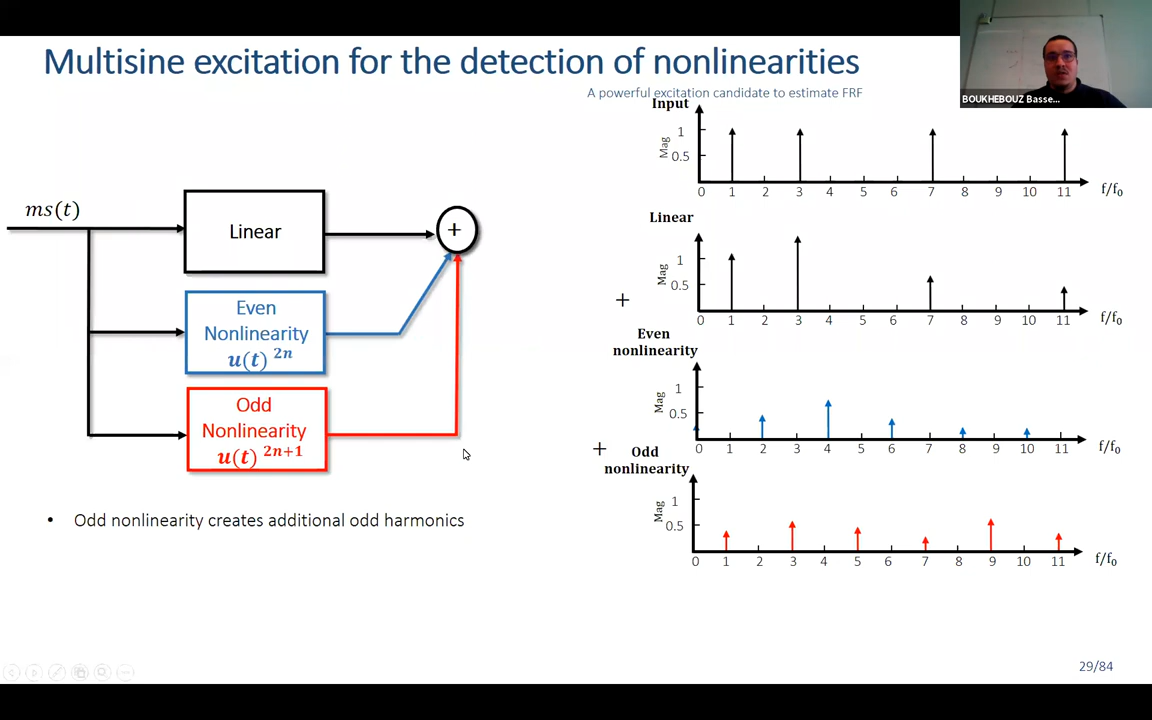 Multisine excitation for the detection of nonlinearities
A powerful excitation candidate to estimate FRF
BOUKHEBOUZ Basse...
ms(t)
Linear
+
Even
Nonlinearity
u(t) 2n
Odd
Nonlinearity
u(t) 2n+1
• Odd nonlinearity creates additional odd harmonics
Input
Mag
1
0.5
0 1 2 3 4 5 6 7 8 9 10 11 f/f0
Linear
Mag
1
0.5
0 1 2 3 4 5 6 7 8 9 10 11 f/f0
+
Even
nonlinearity
Mag
1
0.5
0 1 2 3 4 5 6 7 8 9 10 11 f/f0
+
Odd
nonlinearity
Mag
1
0.5
0 1 2 3 4 5 6 7 8 9 10 11 f/f0
29/84